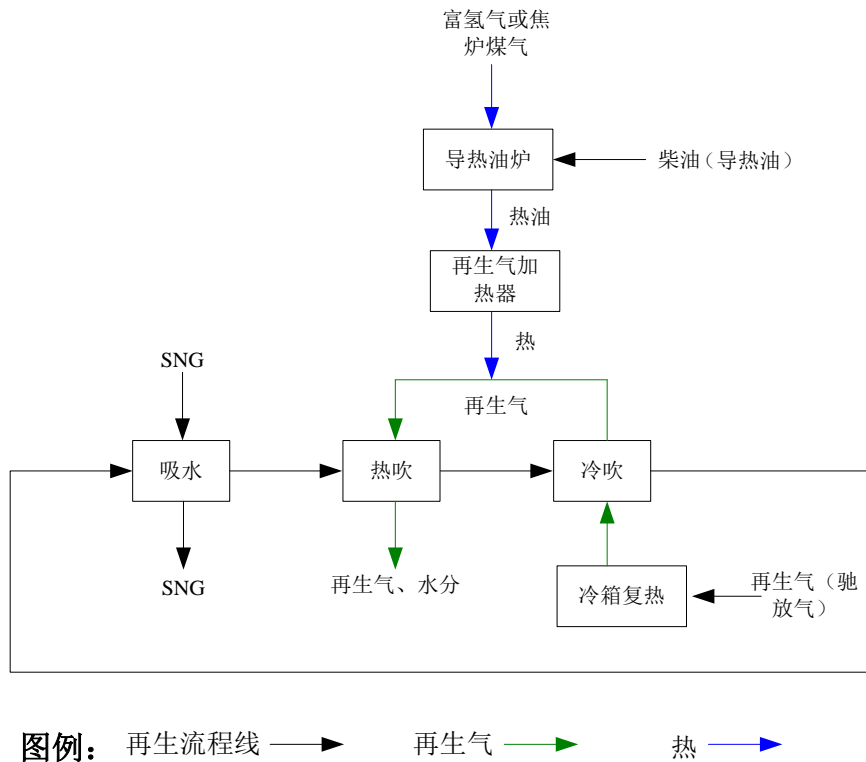 富氢气或焦
炉煤气
导热油炉
柴油（导热油）
热油
再生气加
热器
热
SNG
再生气
吸水
热吹
冷吹
SNG
再生气、水分
冷箱复热
再生气（驰
放气）
图例： 再生流程线 再生气 热